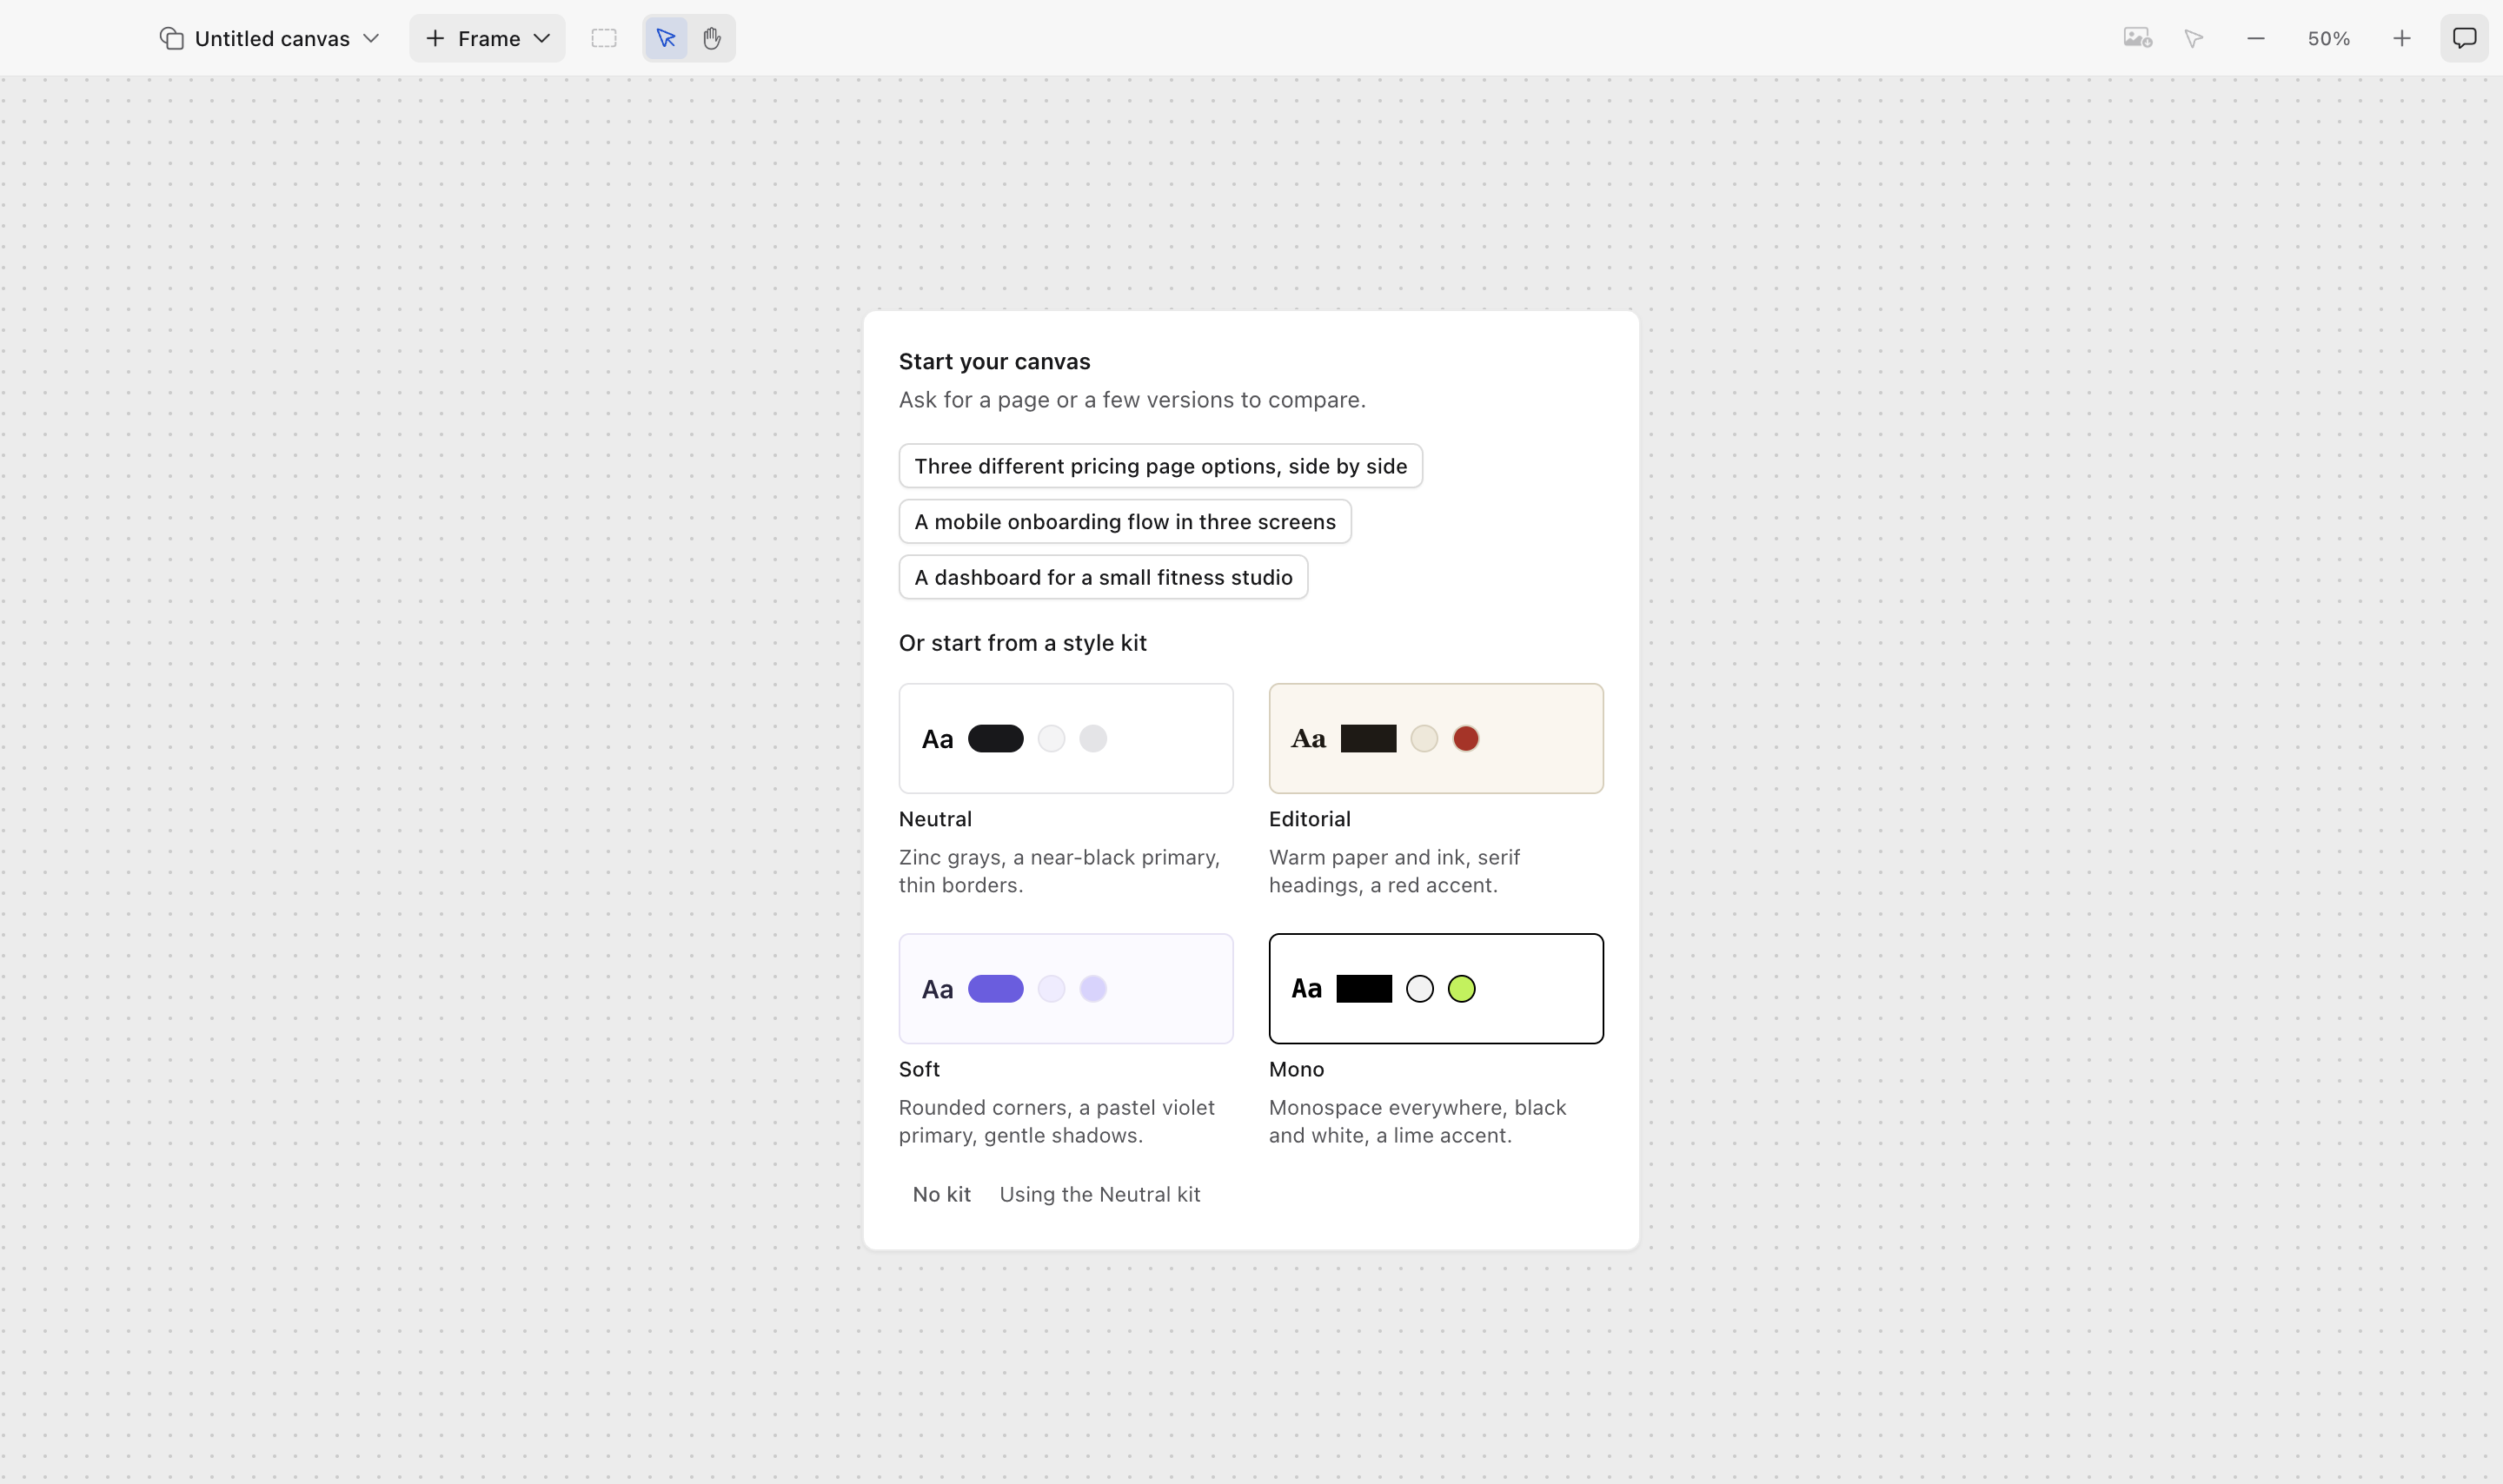 Untitled canvas
Frame
50%
Start your canvas
Ask for a page or a few versions to compare.
Three different pricing page options, side by side
A mobile onboarding flow in three screens
A dashboard for a small fitness studio
Or start from a style kit
Aa
Neutral
Zinc grays, a near-black primary,
thin borders.
Aa
Editorial
Warm paper and ink, serif
headings, a red accent.
Aa
Soft
Rounded corners, a pastel violet
primary, gentle shadows.
Aa
Mono
Monospace everywhere, black
and white, a lime accent.
No kit
Using the Neutral kit